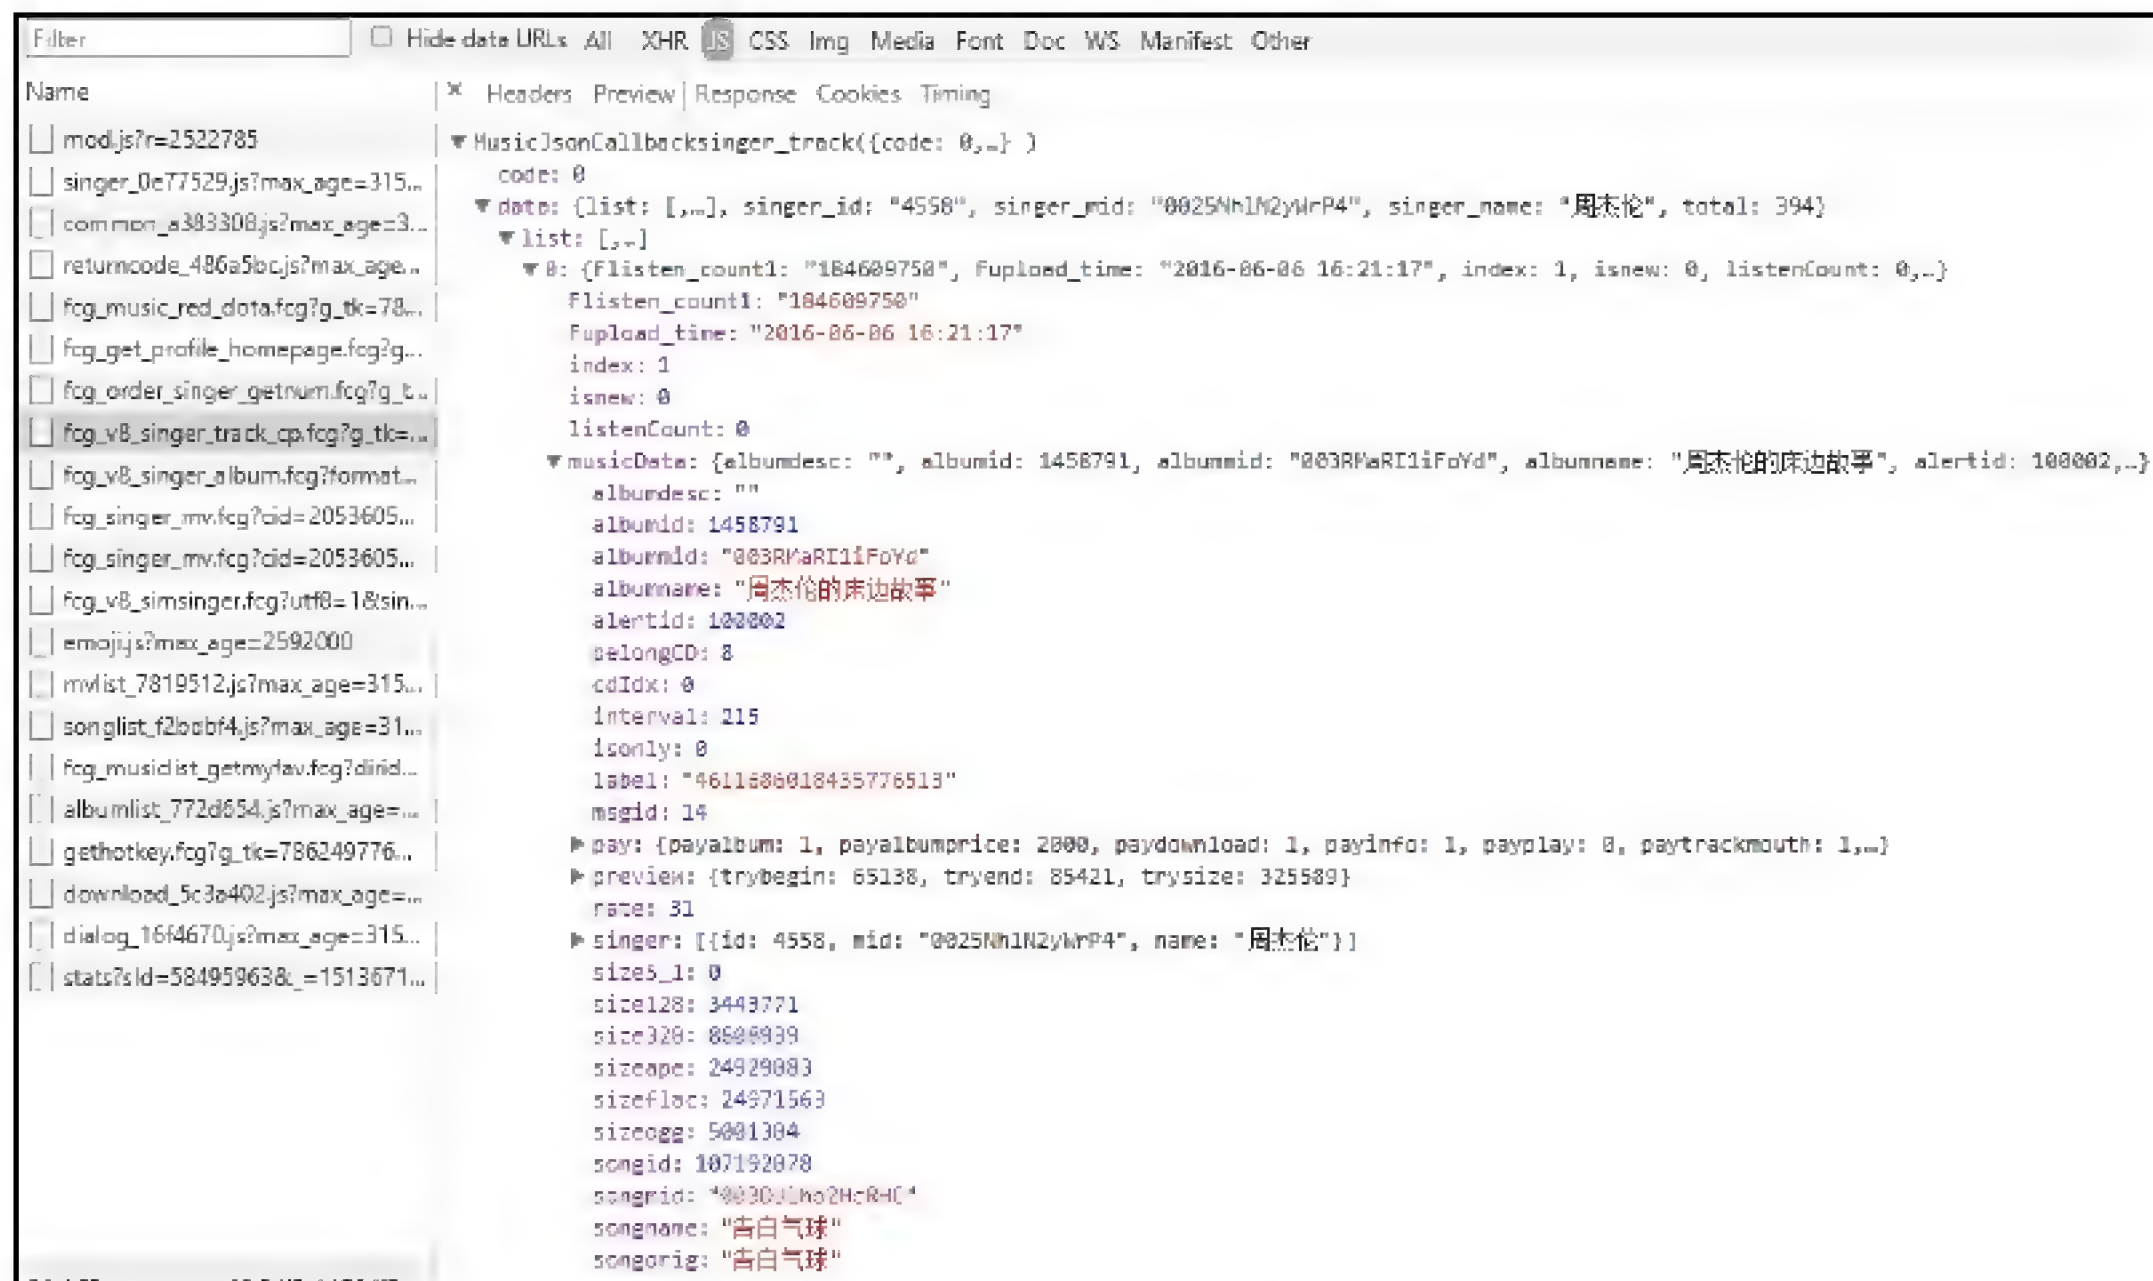 Filter Hide data URLs All XHR JS CSS Img Media Font Doc WS Manifest Other
Name
mod.js?r=2522785
singer_0e77529.js?max_age=315...
common_a383308.js?max_age=3...
returncode_486a5bc.js?max_age...
fcg_music_red_dota.fcg?g_tk=78...
fcg_get_profile_homepage.fcg?g...
fcg_order_singer_getnum.fcg?g_t...
fcg_v8_singer_track_cp.fcg?g_tk=...
fcg_v8_singer_album.fcg?format...
fcg_singer_mv.fcg?cid=2053605...
fcg_singer_mv.fcg?cid=2053605...
fcg_v8_simsinger.fcg?utf8=1&sin...
emoji.js?max_age=2592000
mvlist_7819512.js?max_age=315...
songlist_f2bdbf4.js?max_age=31...
fcg_musiclist_getmyfav.fcg?dirid...
albumlist_772d654.js?max_age=...
gethotkey.fcg?g_tk=786249776...
download_5c3a402.js?max_age=...
dialog_16f4670.js?max_age=315...
stats?sId=58495963&_=1513671...
× Headers Preview Response Cookies Timing
MusicJsonCallbacksinger_track({code: 0,…} )
code: 0
data: {list: [,…], singer_id: "4558", singer_mid: "0025NhlN2yWrP4", singer_name: "周杰伦", total: 394}
list: [,…]
0: {Flisten_count1: "184609750", Fupload_time: "2016-06-06 16:21:17", index: 1, isnew: 0, listenCount: 0,…}
Flisten_count1: "184609750"
Fupload_time: "2016-06-06 16:21:17"
index: 1
isnew: 0
listenCount: 0
musicData: {albumdesc: "", albumid: 1458791, albummid: "003RMaRI1iFoYd", albumname: "周杰伦的床边故事", alertid: 100002,…}
albumdesc: ""
albumid: 1458791
albummid: "003RMaRI1iFoYd"
albumname: "周杰伦的床边故事"
alertid: 100002
belongCD: 8
cdIdx: 0
interval: 215
isonly: 0
label: "4611686018435776513"
msgid: 14
pay: {payalbum: 1, payalbumprice: 2000, paydownload: 1, payinfo: 1, payplay: 0, paytrackmouth: 1,…}
preview: {trybegin: 65138, tryend: 85421, trysize: 325589}
rate: 31
singer: [{id: 4558, mid: "0025NhlN2yWrP4", name: "周杰伦"}]
size5_1: 0
size128: 3443771
size320: 8608939
sizeape: 24929083
sizeflac: 24971563
sizeogg: 5001304
songid: 107192078
songmid:
songname: "告白气球"
songorig: "告白气球"